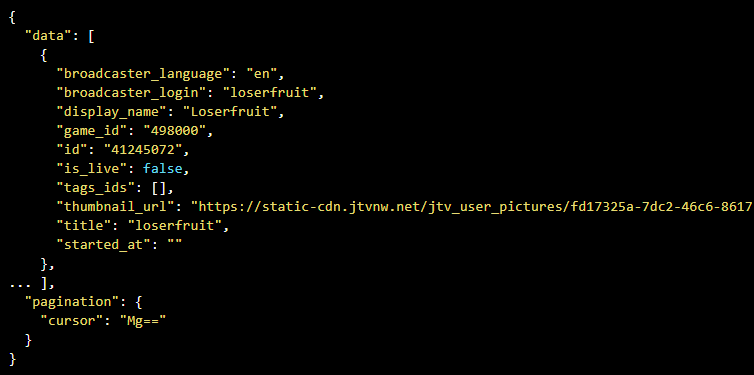 {
  "data": [
    {
      "broadcaster_language": "en",
      "broadcaster_login": "loserfruit",
      "display_name": "Loserfruit",
      "game_id": "498000",
      "id": "41245072",
      "is_live": false,
      "tags_ids": [],
      "thumbnail_url": "https://static-cdn.jtvnw.net/jtv_user_pictures/fd17325a-7dc2-46c6-8617
      "title": "loserfruit",
      "started_at": ""
    },
... ],
  "pagination": {
    "cursor": "Mg=="
  }
}